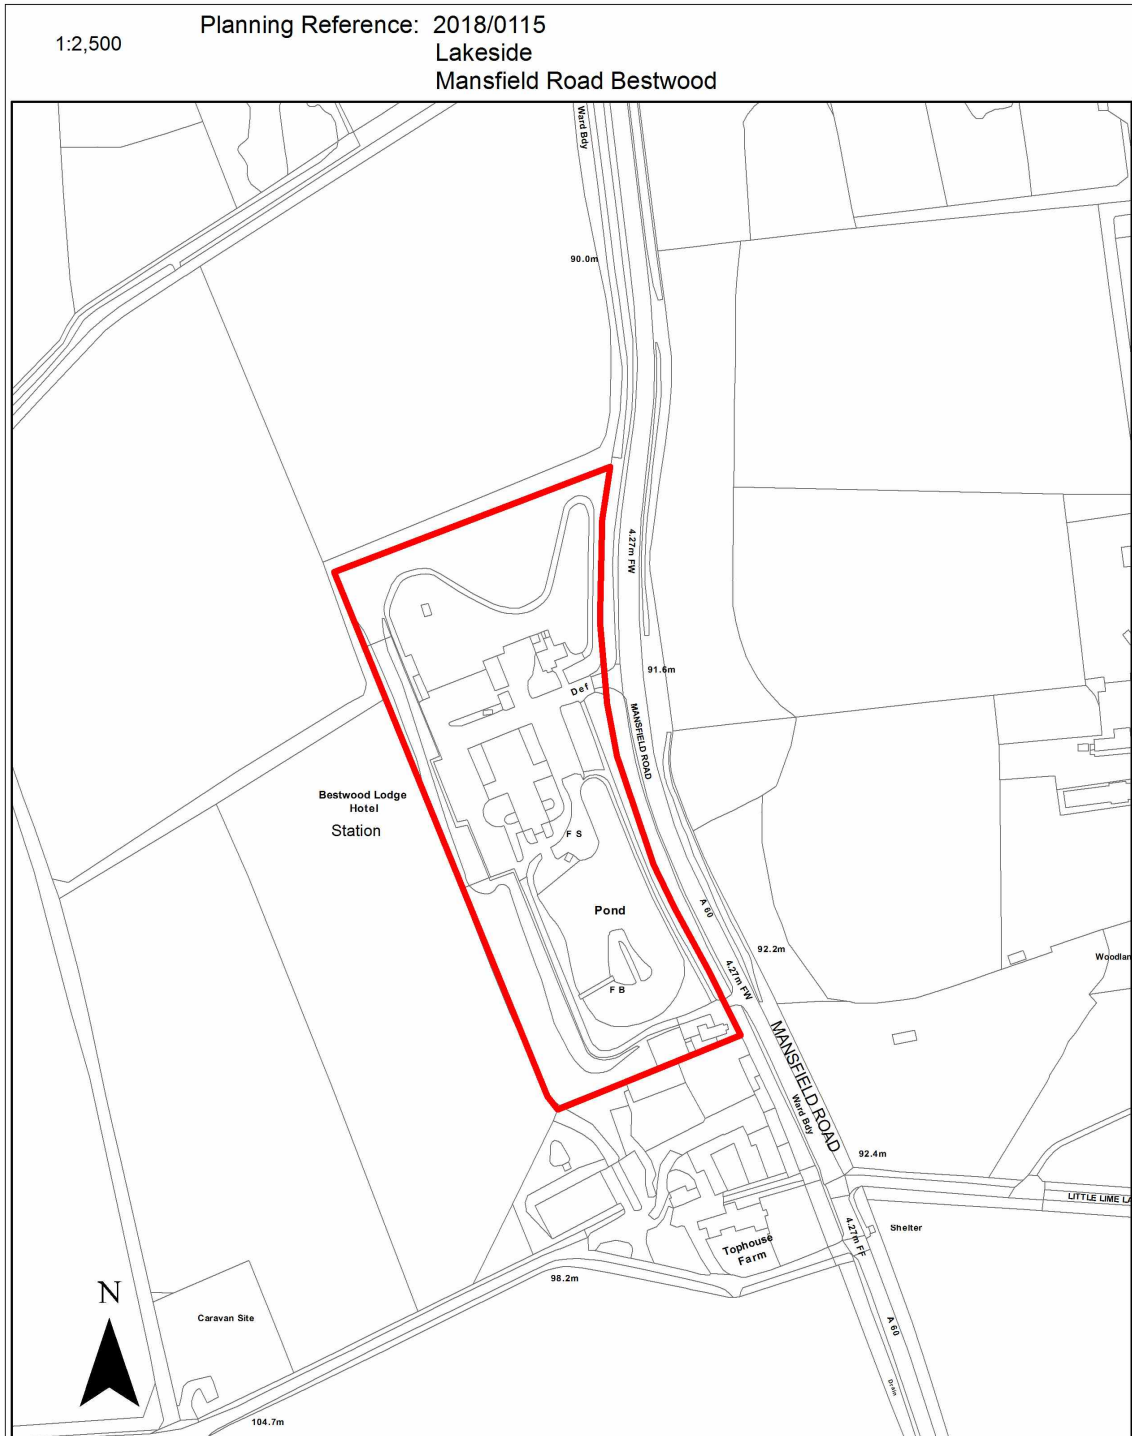 Planning Reference: 2018/0115
1:2,500
Lakeside
Mansfield Road Bestwood
Ward Bdy
90.0m
4.27m FW
91.6m
Def
MANSFIELD ROAD
Bestwood Lodge
Hotel
Station
F S
Pond
A 60
92.2m
Woodlan
4.27m FW
F B
MANSFIELD ROAD
Ward Bdy
92.4m
LITTLE LIME LA
Shelter
4.27m FF
Tophouse
Farm
98.2m
N
Caravan Site
A 60
Drain
104.7m